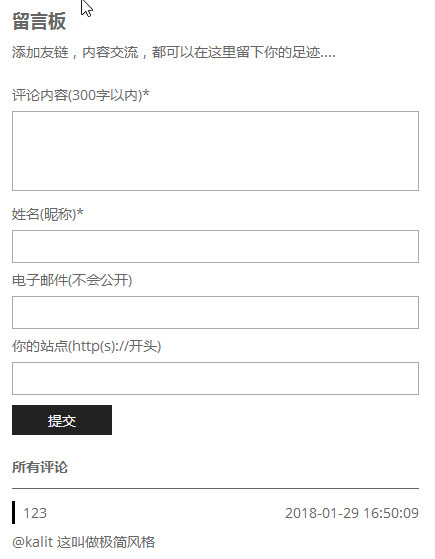 留言板
添加友链，内容交流，都可以在这里留下你的足迹....
评论内容(300字以内)*
姓名(昵称)*
电子邮件(不会公开)
你的站点(http(s)://开头)
提交
所有评论
123 2018-01-29 16:50:09
@kalit 这叫做极简风格